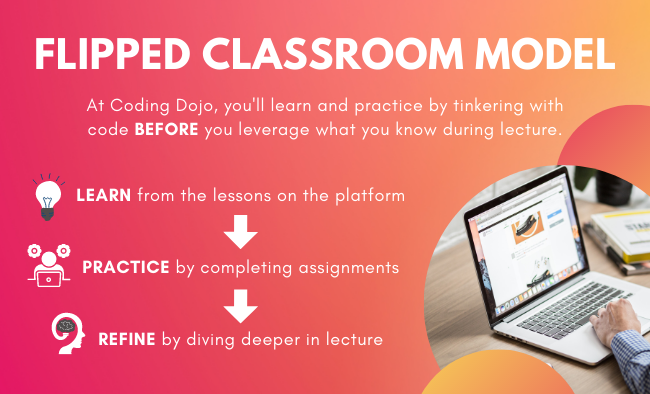 FLIPPED CLASSROOM MODEL
At Coding Dojo, you'll learn and practice by tinkering with
code BEFORE you leverage what you know during lecture.
LEARN from the lessons on the platform
PRACTICE by completing assignments
REFINE by diving deeper in lecture